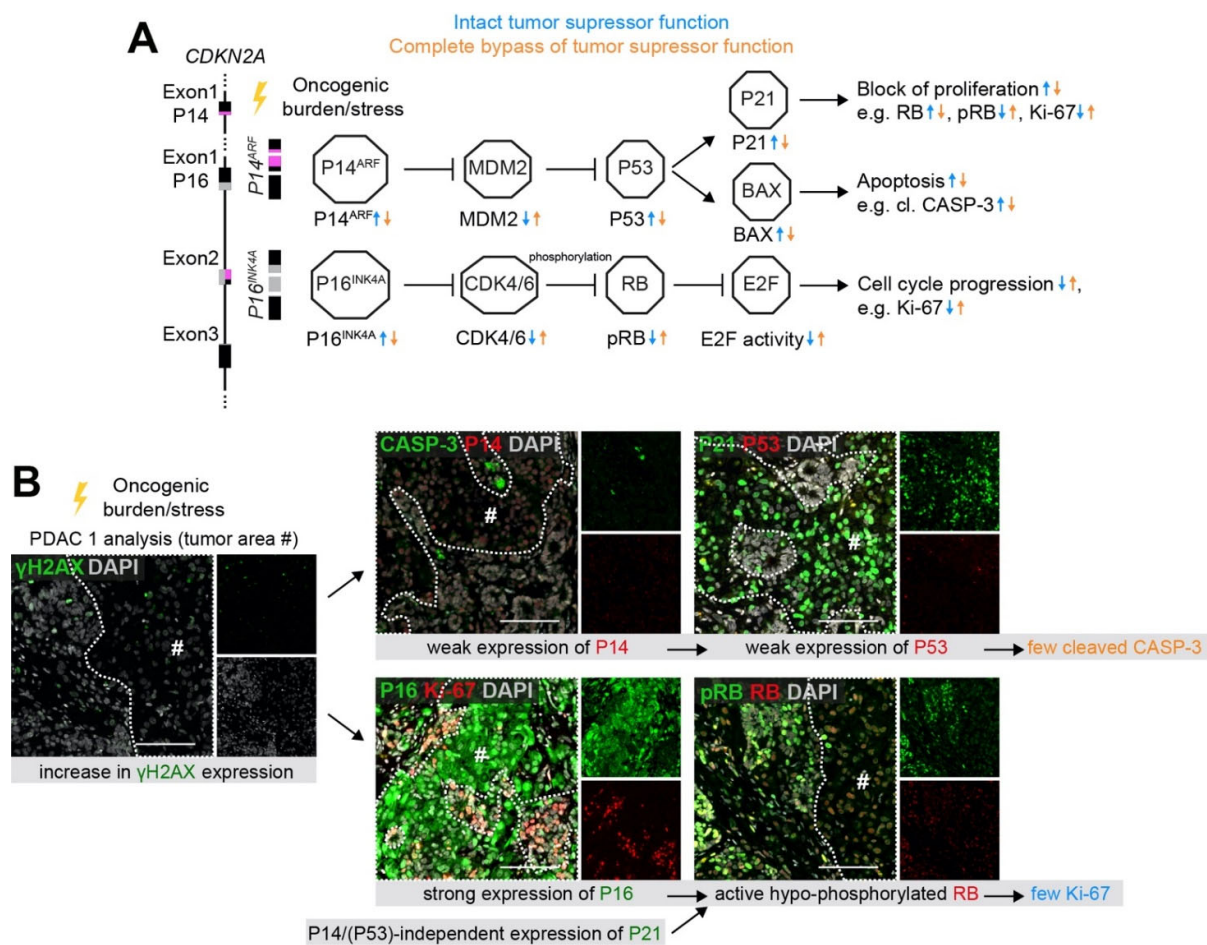 A
Intact tumor supressor function
Complete bypass of tumor supressor function
CDKN2A
Exon1
P14
Exon1
P16
Exon2
Exon3
Oncogenic
burden/stress
P14ARF
P16INK4A
P14ARF
MDM2
P53
P21
BAX
P14ARF↑↓
MDM2↓↑
P53↑↓
P21↑↓
BAX↑↓
Block of proliferation↑↓
e.g. RB↑↓, pRB↓↑, Ki-67↓↑
Apoptosis↑↓
e.g. cl. CASP-3↑↓
P16INK4A
CDK4/6
phosphorylation
RB
E2F
P16INK4A↑↓
CDK4/6↓↑
pRB↓↑
E2F activity↓↑
Cell cycle progression↓↑,
e.g. Ki-67↓↑
B
Oncogenic
burden/stress
PDAC 1 analysis (tumor area #)
γH2AX DAPI
#
increase in γH2AX expression
CASP-3 P14 DAPI
#
P21 P53 DAPI
#
weak expression of P14
weak expression of P53
few cleaved CASP-3
P16 Ki-67 DAPI
#
pRB RB DAPI
#
strong expression of P16
active hypo-phosphorylated RB
few Ki-67
P14/(P53)-independent expression of P21